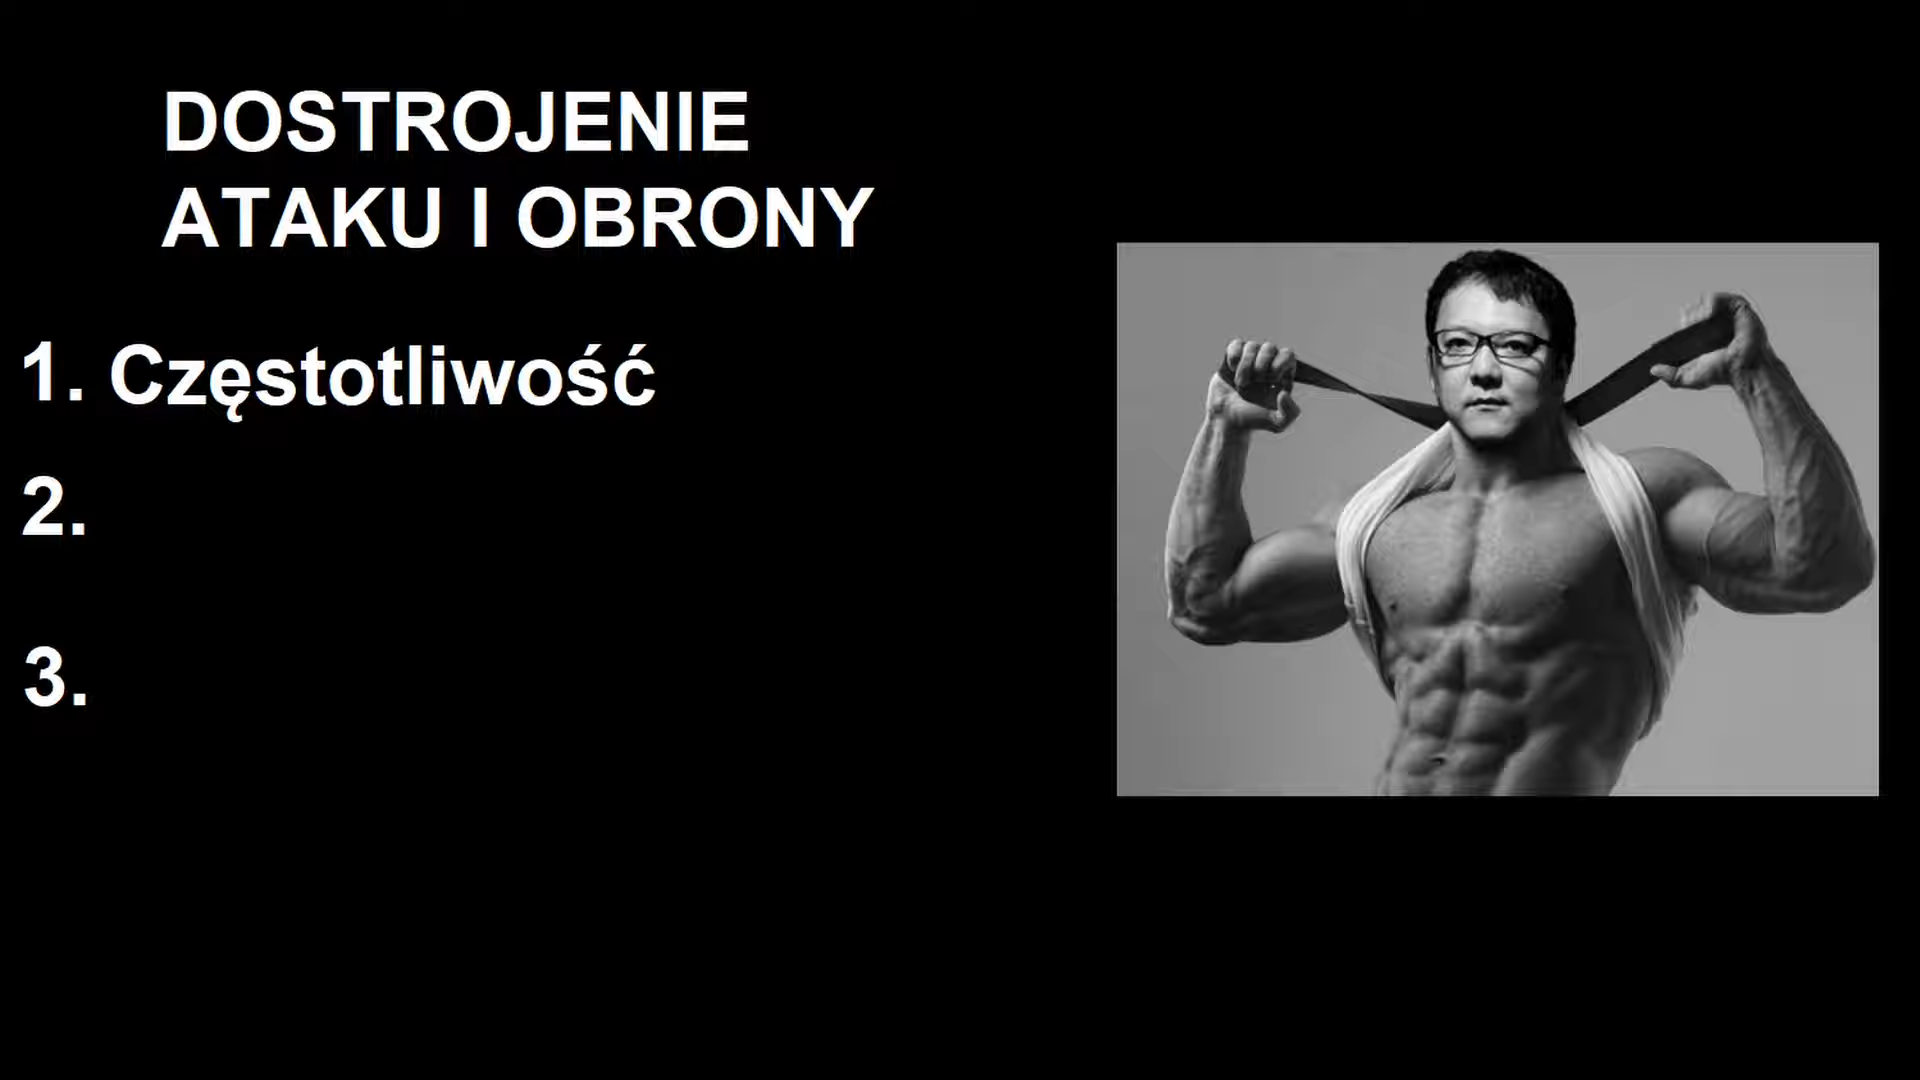 DOSTROJENIE
ATAKU I OBRONY
1. Częstotliwość
2.
3.